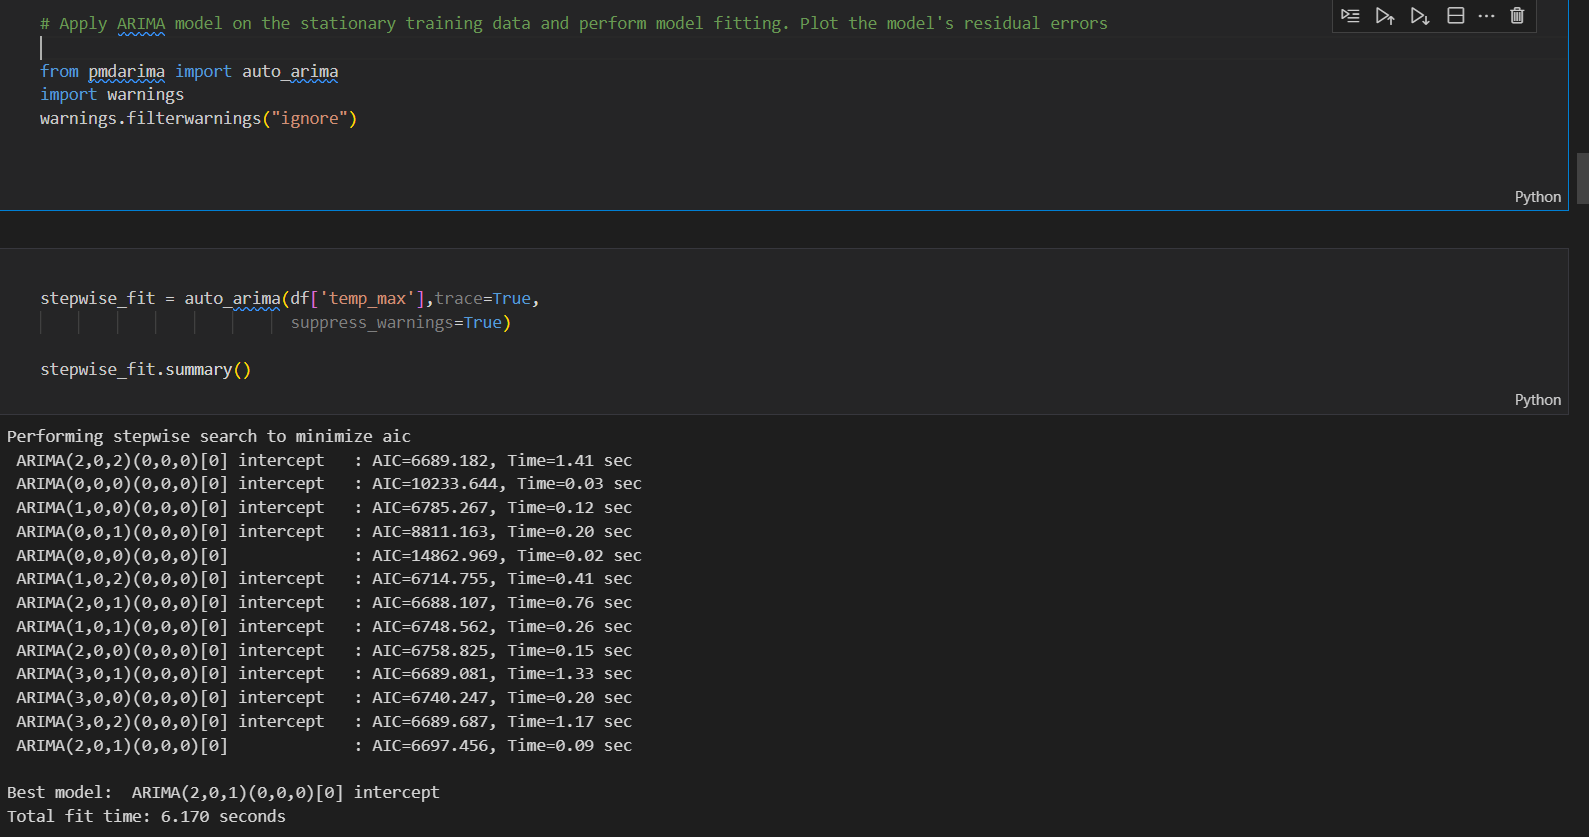 # Apply ARIMA model on the stationary training data and perform model fitting. Plot the model's residual errors
from pmdarima import auto_arima
import warnings
warnings.filterwarnings("ignore")
Python
stepwise_fit = auto_arima(df['temp_max'],trace=True,
suppress_warnings=True)
stepwise_fit.summary()
Python
Performing stepwise search to minimize aic
ARIMA(2,0,2)(0,0,0)[0] intercept   : AIC=6689.182, Time=1.41 sec
ARIMA(0,0,0)(0,0,0)[0] intercept   : AIC=10233.644, Time=0.03 sec
ARIMA(1,0,0)(0,0,0)[0] intercept   : AIC=6785.267, Time=0.12 sec
ARIMA(0,0,1)(0,0,0)[0] intercept   : AIC=8811.163, Time=0.20 sec
ARIMA(0,0,0)(0,0,0)[0]             : AIC=14862.969, Time=0.02 sec
ARIMA(1,0,2)(0,0,0)[0] intercept   : AIC=6714.755, Time=0.41 sec
ARIMA(2,0,1)(0,0,0)[0] intercept   : AIC=6688.107, Time=0.76 sec
ARIMA(1,0,1)(0,0,0)[0] intercept   : AIC=6748.562, Time=0.26 sec
ARIMA(2,0,0)(0,0,0)[0] intercept   : AIC=6758.825, Time=0.15 sec
ARIMA(3,0,1)(0,0,0)[0] intercept   : AIC=6689.081, Time=1.33 sec
ARIMA(3,0,0)(0,0,0)[0] intercept   : AIC=6740.247, Time=0.20 sec
ARIMA(3,0,2)(0,0,0)[0] intercept   : AIC=6689.687, Time=1.17 sec
ARIMA(2,0,1)(0,0,0)[0]             : AIC=6697.456, Time=0.09 sec
Best model:  ARIMA(2,0,1)(0,0,0)[0] intercept
Total fit time: 6.170 seconds